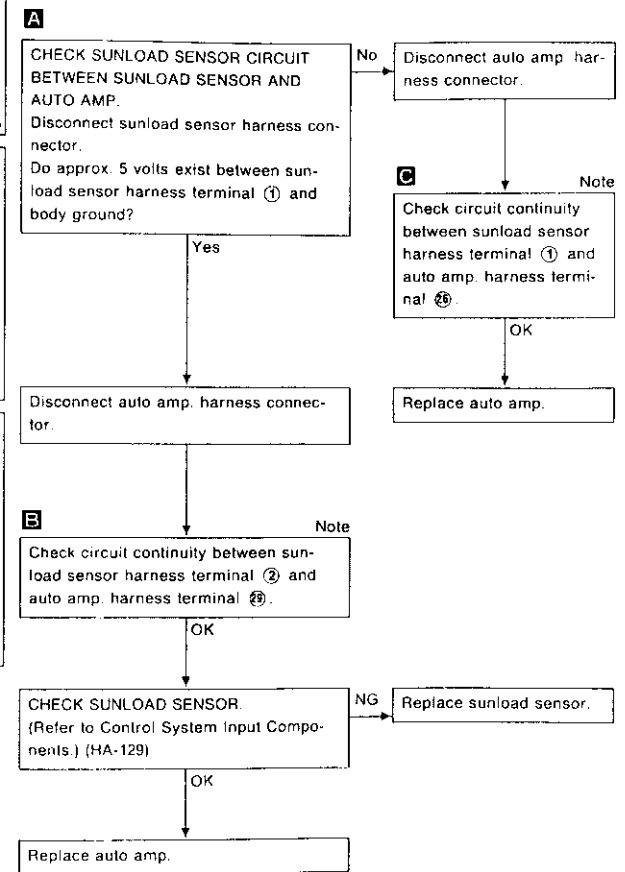 A
CHECK SUNLOAD SENSOR CIRCUIT
BETWEEN SUNLOAD SENSOR AND
AUTO AMP.
Disconnect sunload sensor harness con-
nector.
Do approx. 5 volts exist between sun-
load sensor harness terminal ① and
body ground?
No
Disconnect auto amp har-
ness connector.
C
Note
Check circuit continuity
between sunload sensor
harness terminal ① and
auto amp. harness termi-
nal ㉖.
OK
Replace auto amp.
Yes
Disconnect auto amp. harness connec-
tor.
B
Note
Check circuit continuity between sun-
load sensor harness terminal ② and
auto amp. harness terminal ㉙.
OK
CHECK SUNLOAD SENSOR.
(Refer to Control System Input Compo-
nents.) (HA-129)
NG
Replace sunload sensor.
OK
Replace auto amp.